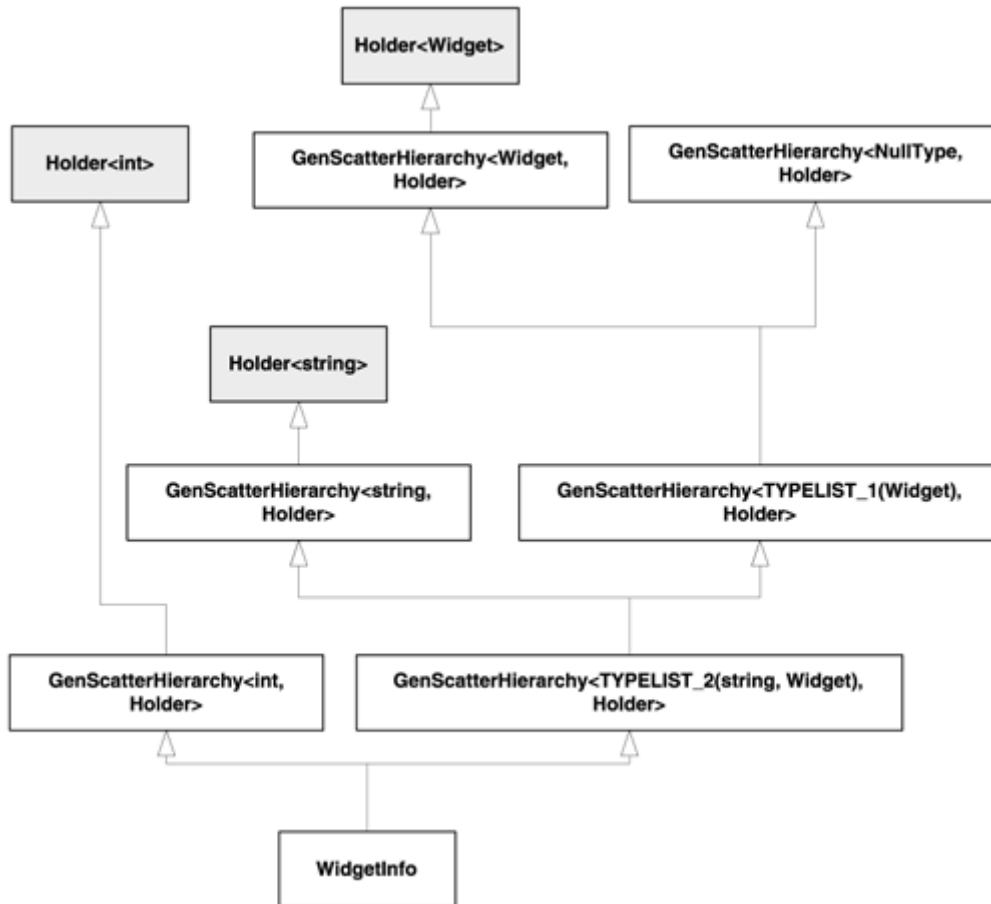 Holder<Widget>
Holder<int>
GenScatterHierarchy<Widget,
Holder>
GenScatterHierarchy<NullType,
Holder>
Holder<string>
GenScatterHierarchy<string,
Holder>
GenScatterHierarchy<TYPELIST_1(Widget),
Holder>
GenScatterHierarchy<int,
Holder>
GenScatterHierarchy<TYPELIST_2(string, Widget),
Holder>
WidgetInfo